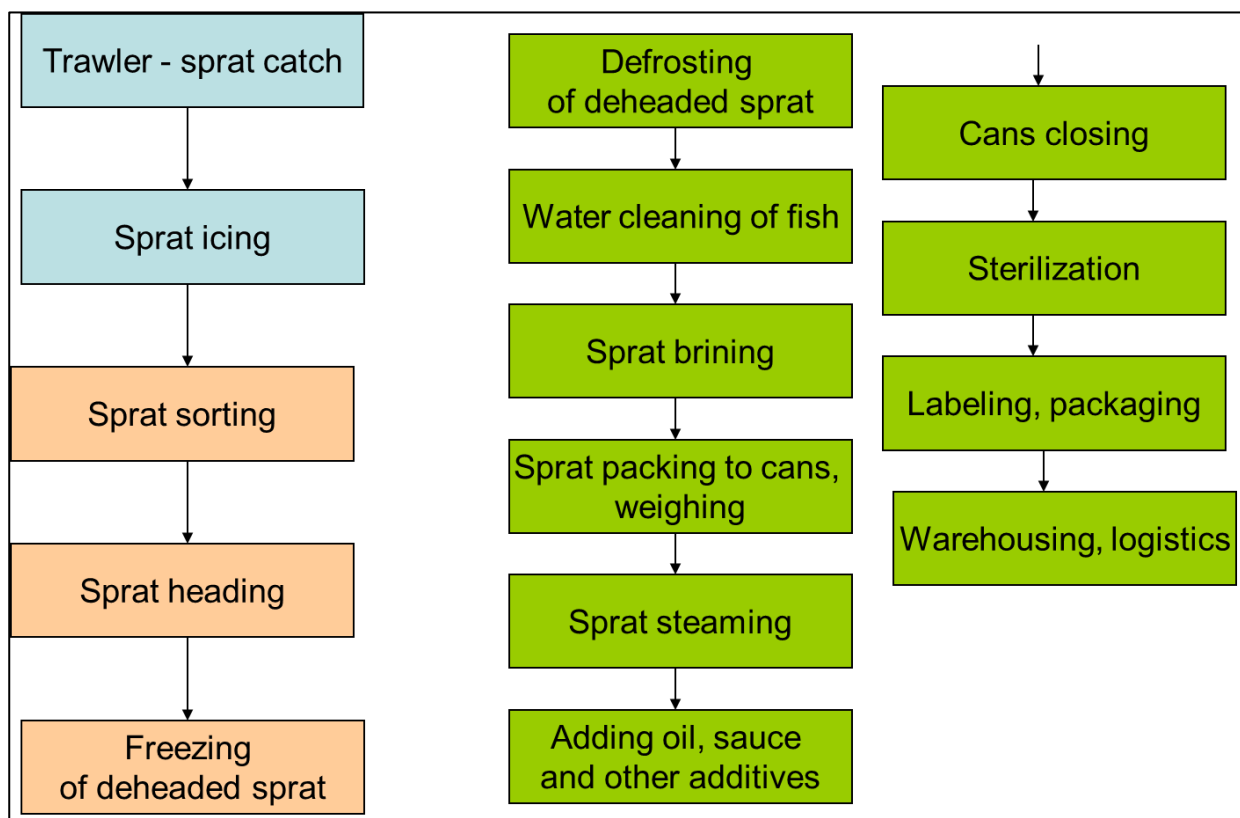 Trawler - sprat catch
Sprat icing
Sprat sorting
Sprat heading
Freezing
of deheaded sprat
Defrosting
of deheaded sprat
Water cleaning of fish
Sprat brining
Sprat packing to cans,
weighing
Sprat steaming
Adding oil, sauce
and other additives
Cans closing
Sterilization
Labeling, packaging
Warehousing, logistics